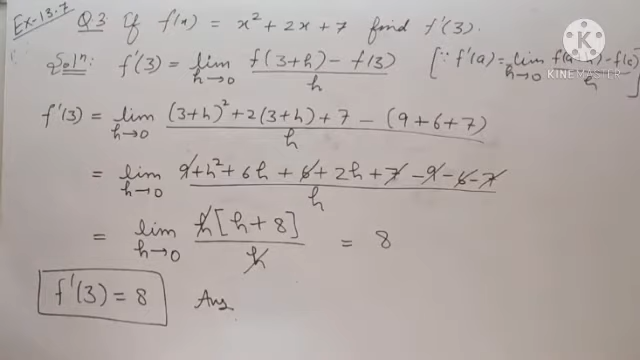 Ex-13.7 Q.3 If f(x) = x² + 2x + 7 find f'(3).
Solⁿ: f'(3) = lim h→0 f(3+h) - f(3) / h [∵ f'(a) = lim h→0 f(a+h) - f(a) / h]
KINEMASTER
f'(3) = lim h→0 (3+h)² + 2(3+h) + 7 - (9+6+7) / h
= lim h→0 9 + h² + 6h + 6 + 2h + 7 - 9 - 6 - 7 / h
= lim h→0 h[h+8] / h = 8
f'(3) = 8 Ans